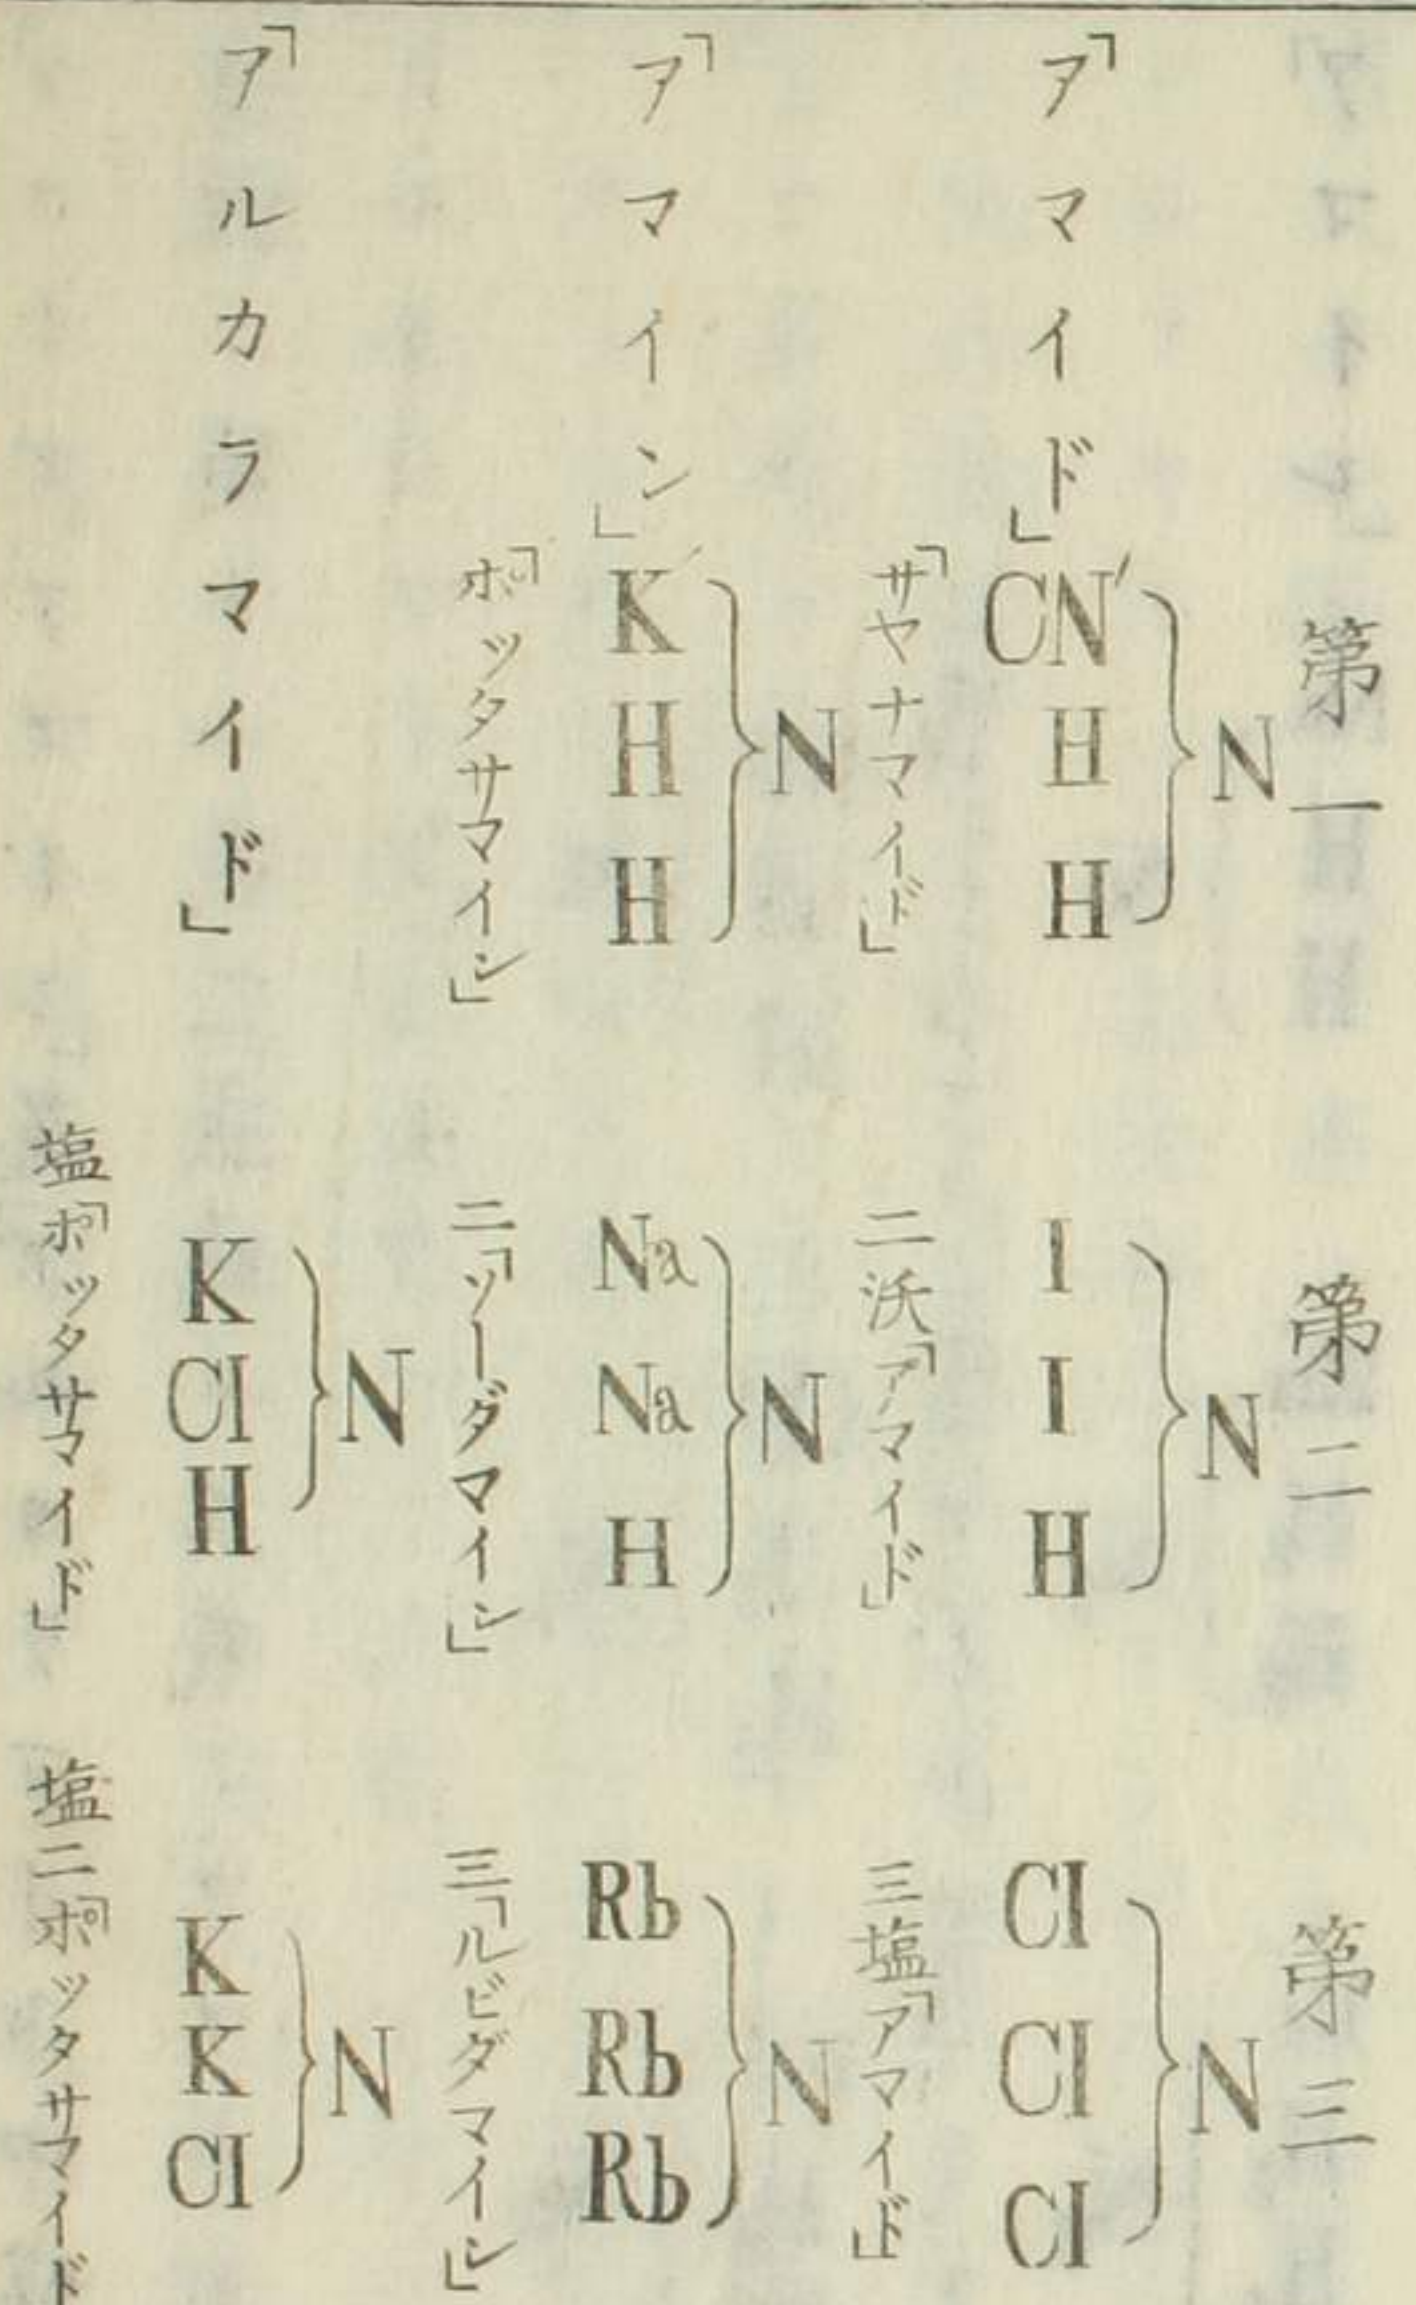 第一 第二 第三
「アマイド」 CN′ H H } N I I H } N Cl Cl Cl } N
「サヤナマイド」 二沃「アマイド」 三塩「アマイド」
「アマイン」 K H H } N Na Na H } N Rb Rb Rb } N
「ポッタサマイン」 二「ソーダマイン」 三「ルビダマイン」
「アルカラマイド」 K Cl H } N K K Cl } N
塩「ポッタサマイド」 塩二「ポッタサマイド